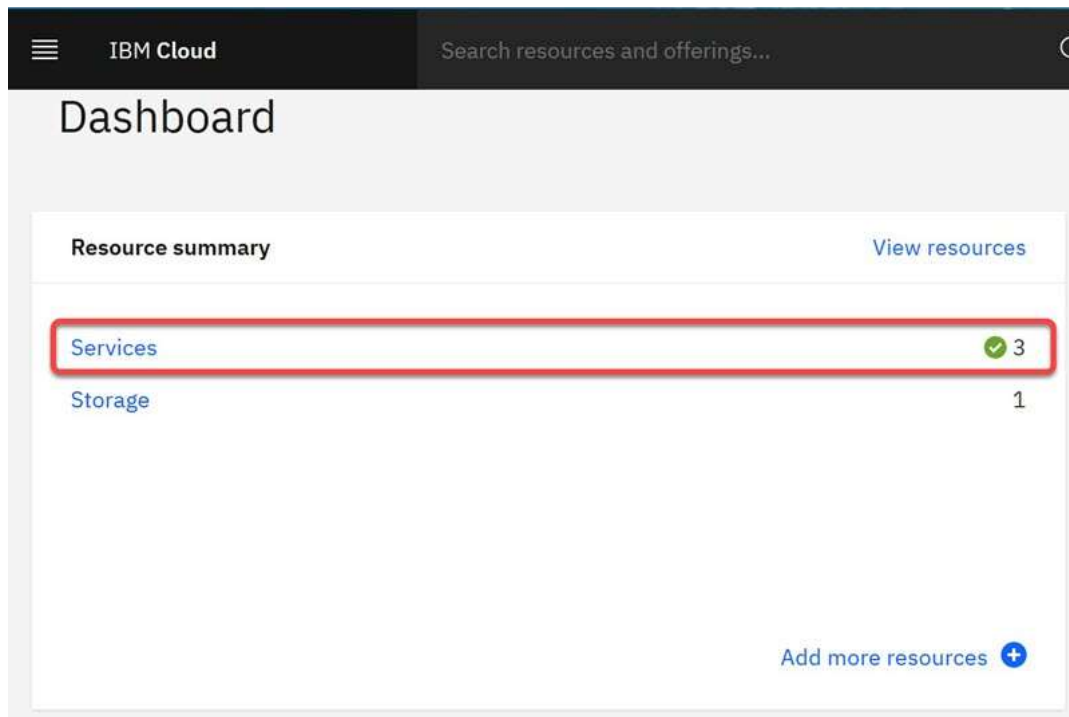 IBM Cloud
Search resources and offerings...
Dashboard
Resource summary
View resources
Services
3
Storage
1
Add more resources